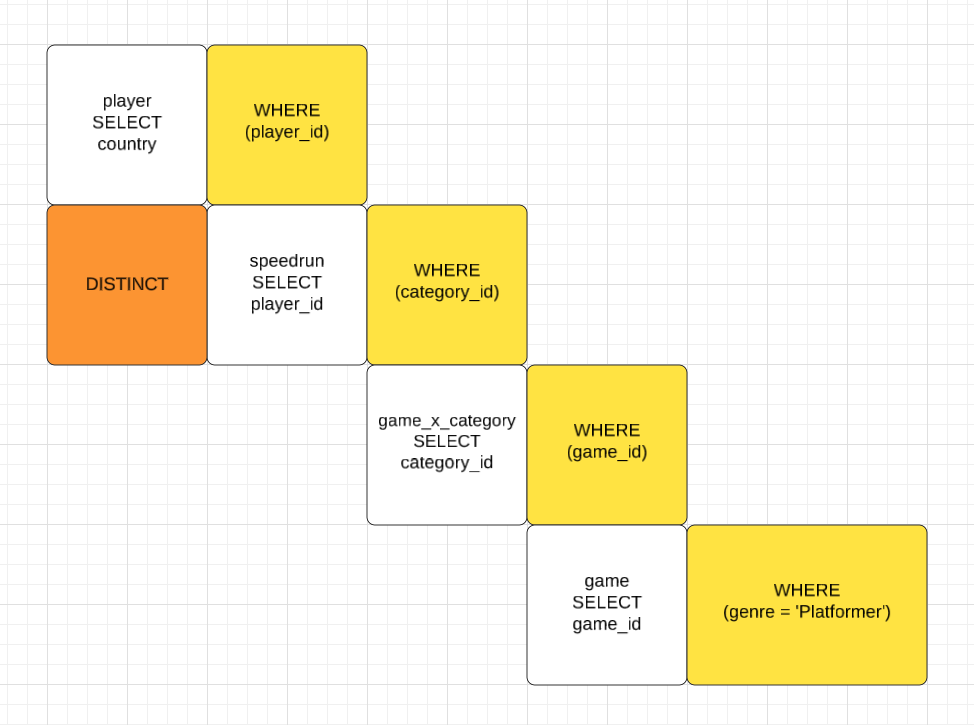 player
SELECT
country
WHERE
(player_id)
DISTINCT
speedrun
SELECT
player_id
WHERE
(category_id)
game_x_category
SELECT
category_id
WHERE
(game_id)
game
SELECT
game_id
WHERE
(genre = 'Platformer')